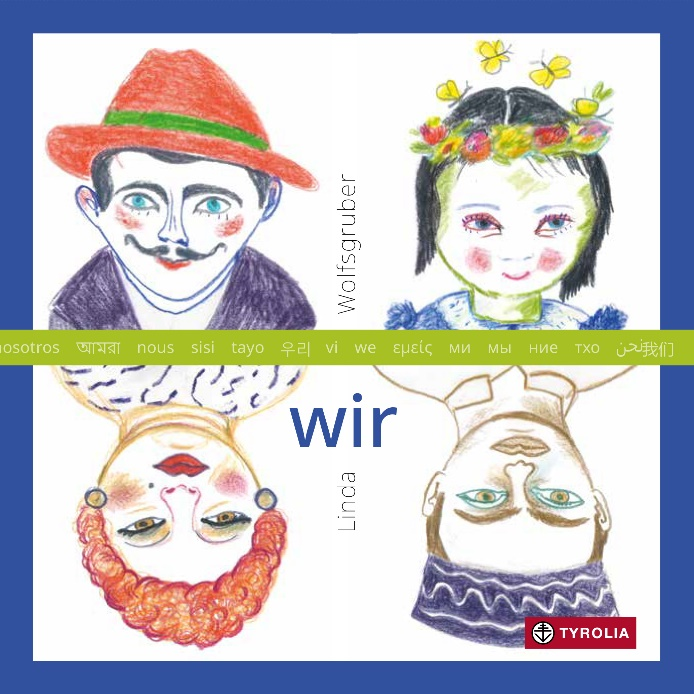 Wolfsgruber
nosotros আমরা nous sisi tayo 우리 vi we εμείς ми мы ние тхо نحن 我们
wir
Linda
TYROLIA